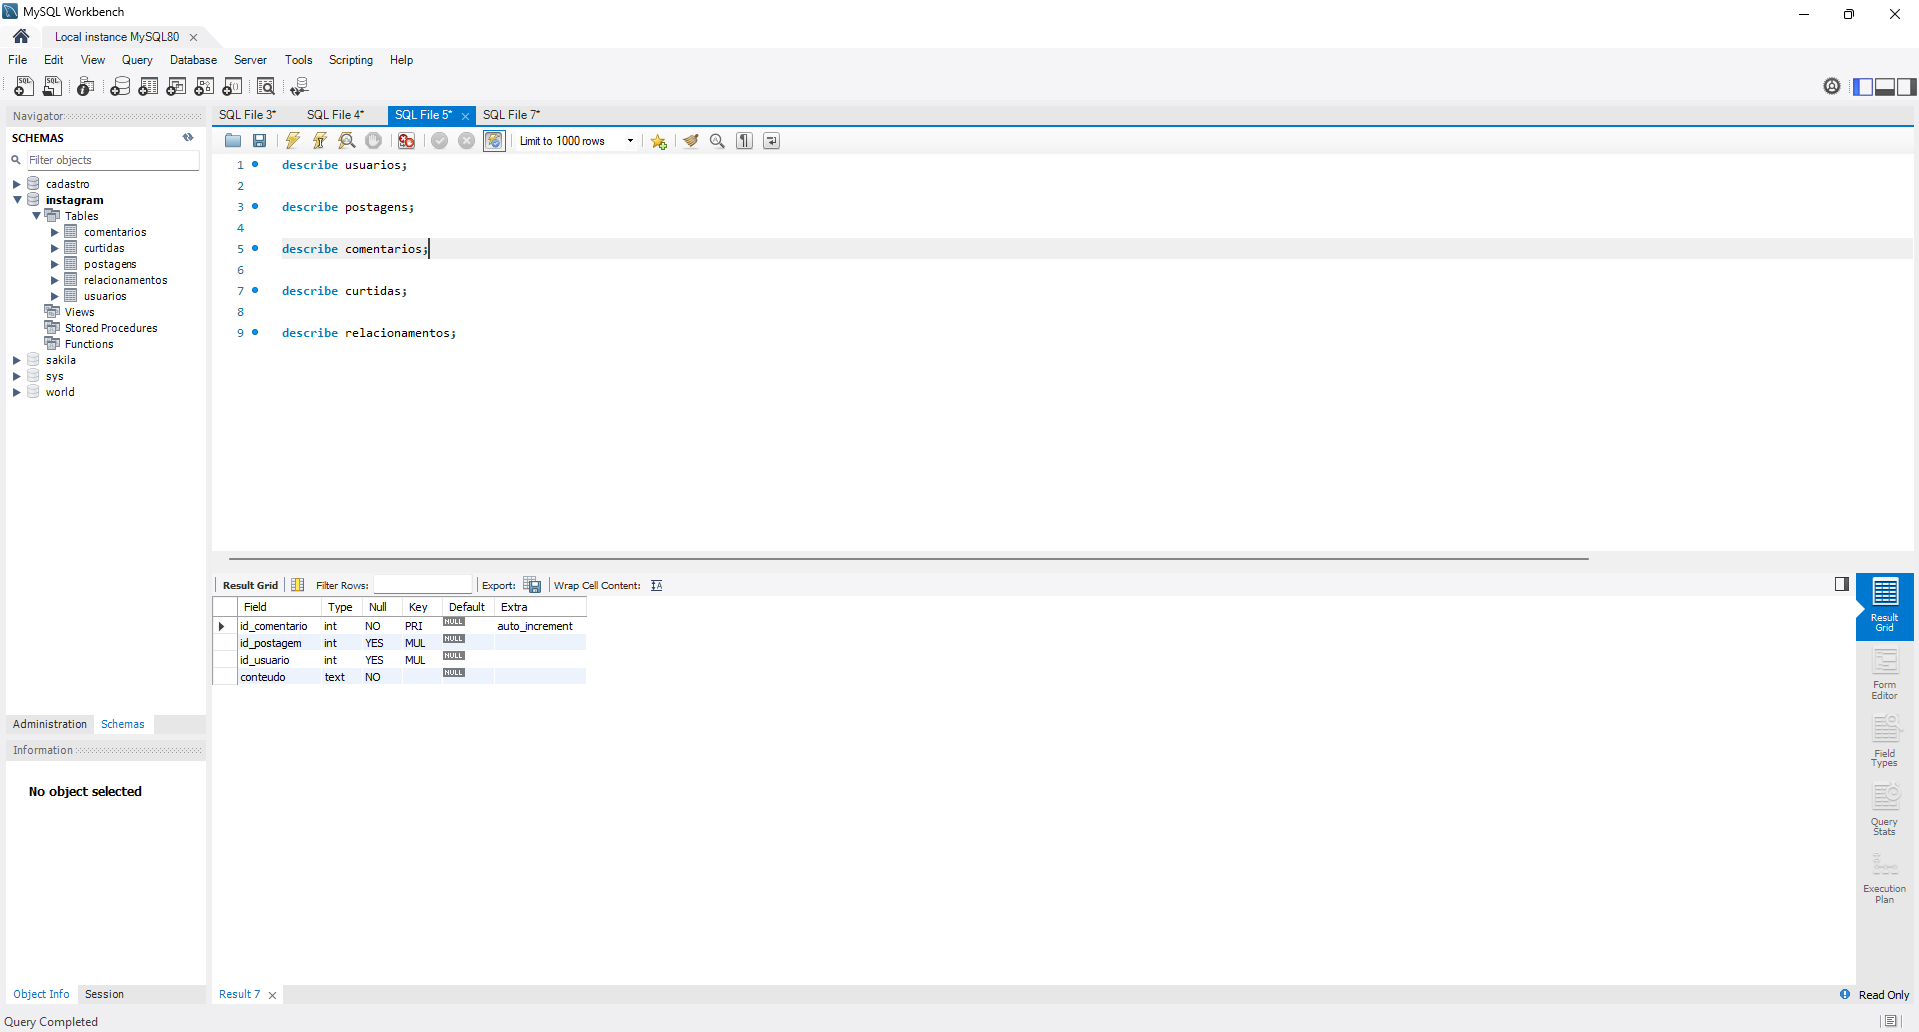 MySQL Workbench
Local instance MySQL80
File Edit View Query Database Server Tools Scripting Help
Navigator
SCHEMAS
Filter objects
cadastro
instagram
Tables
comentarios
curtidas
postagens
relacionamentos
usuarios
Views
Stored Procedures
Functions
sakila
sys
world
Administration Schemas
Information
No object selected
Object Info Session
SQL File 3* SQL File 4* SQL File 5* SQL File 7*
Limit to 1000 rows
1 describe usuarios;
2
3 describe postagens;
4
5 describe comentarios;
6
7 describe curtidas;
8
9 describe relacionamentos;
Result Grid Filter Rows: Export: Wrap Cell Content:
Field Type Null Key Default Extra
id_comentario int NO PRI NULL auto_increment
id_postagem int YES MUL NULL
id_usuario int YES MUL NULL
conteudo text NO NULL
Result
Grid
Form
Editor
Field
Types
Query
Stats
Execution
Plan
Result 7
Read Only
Query Completed